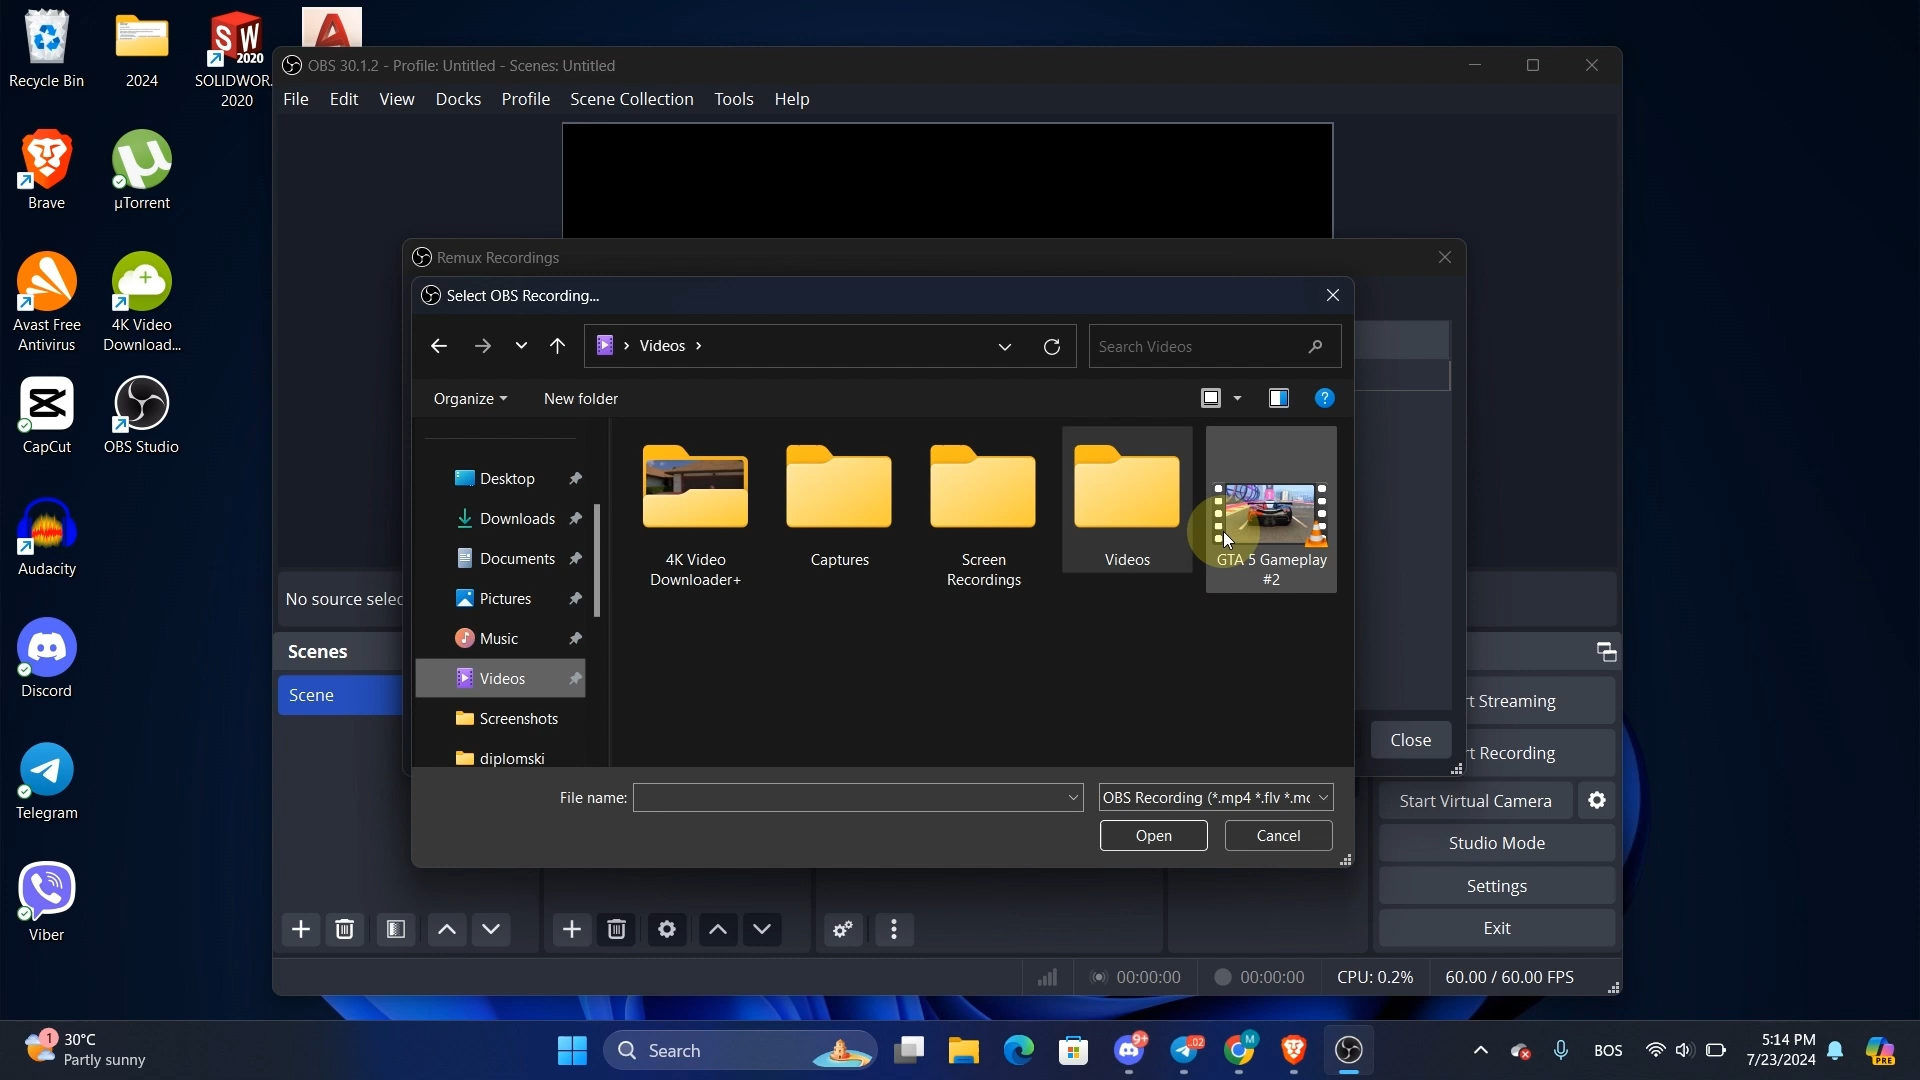 Recycle Bin
2024
SOLIDWOR...
2020
Brave
µTorrent
Avast Free
Antivirus
4K Video
Download...
CapCut
OBS Studio
Audacity
Discord
Telegram
Viber
OBS 30.1.2 - Profile: Untitled - Scenes: Untitled
File Edit View Docks Profile Scene Collection Tools Help
Remux Recordings
Select OBS Recording...
Videos
Search Videos
Organize
New folder
Desktop
Downloads
Documents
Pictures
Music
Videos
Screenshots
diplomski
4K Video
Downloader+
Captures
Screen
Recordings
Videos
GTA 5 Gameplay
#2
File name:
OBS Recording (*.mp4 *.flv *.mc
Open
Cancel
Close
No source selec
Scenes
Scene
rt Streaming
rt Recording
Start Virtual Camera
Studio Mode
Settings
Exit
00:00:00
00:00:00
CPU: 0.2%
60.00 / 60.00 FPS
1
30°C
Partly sunny
Search
9+
.02
M
BOS
5:14 PM
7/23/2024
PRE